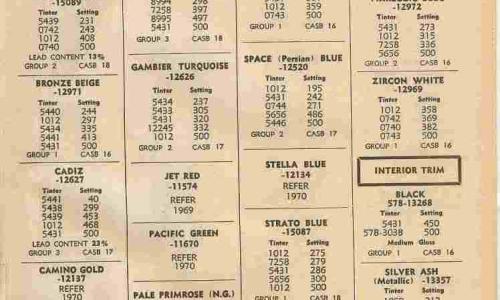 -15089
Tinter Setting
5439 231
0742 243
1012 408
0740 500
LEAD CONTENT 13%
GROUP 2 CASB 18
BRONZE BEIGE
-12971
Tinter Setting
5440 244
1012 297
5434 335
5441 413
5431 500
GROUP 1 CASB 16
CADIZ
-12627
Tinter Setting
5441 40
5438 299
5439 453
1012 468
5431 500
LEAD CONTENT 23%
GROUP 3 CASB 17
CAMINO GOLD
-12137
REFER
1970
8994 298
7258 397
8995 497
5431 500
GROUP 3 CASB 18
GAMBIER TURQUOISE
-12626
Tinter Setting
5434 237
5433 305
5431 320
12245 332
1012 500
GROUP 2 CASB 17
JET RED
-11574
REFER
1969
PACIFIC GREEN
-11670
REFER
1970
PALE PRIMROSE (N.G.)
1012 310
1016 359
0743 500
GROUP 1 CASB 16
SPACE (Persian) BLUE
-12520
Tinter Setting
1012 195
5431 242
0744 271
5656 486
5446 500
GROUP 2 CASB 16
STELLA BLUE
-12134
REFER
1970
STRATO BLUE
-15087
Tinter Setting
1012 275
7258 279
5431 286
5656 300
1012 500
-12972
Tinter Setting
5431 273
1012 315
7258 336
5656 500
GROUP 2 CASB 16
ZIRCON WHITE
-12969
Tinter Setting
1012 358
0742 369
0740 382
0743 500
GROUP 1 CASB 16
INTERIOR TRIM
BLACK
578-13268
Tinter Setting
5431 450
578-3038 500
Medium Gloss
GROUP 1 CASB 16
SILVER ASH
(Metallic) -13357
Tinter Setting